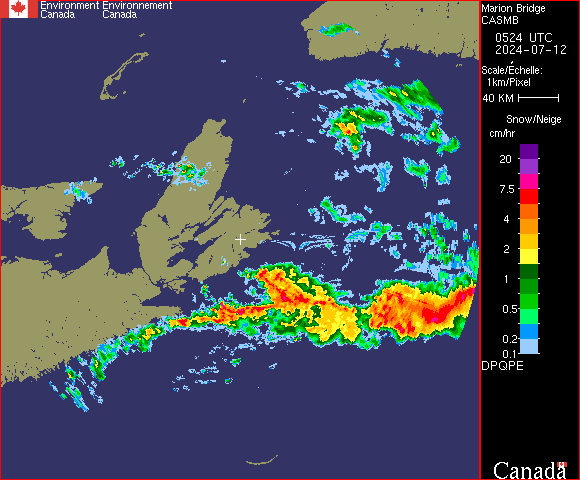 Environment Environnement
Canada Canada
Marion Bridge
CASMB
0524 UTC
2024-07-12
Scale/Echelle:
1km/Pixel
40 KM
Snow/Neige
cm/hr
20
7.5
4
2
1
0.5
0.2
0.1
DPQPE
Canada